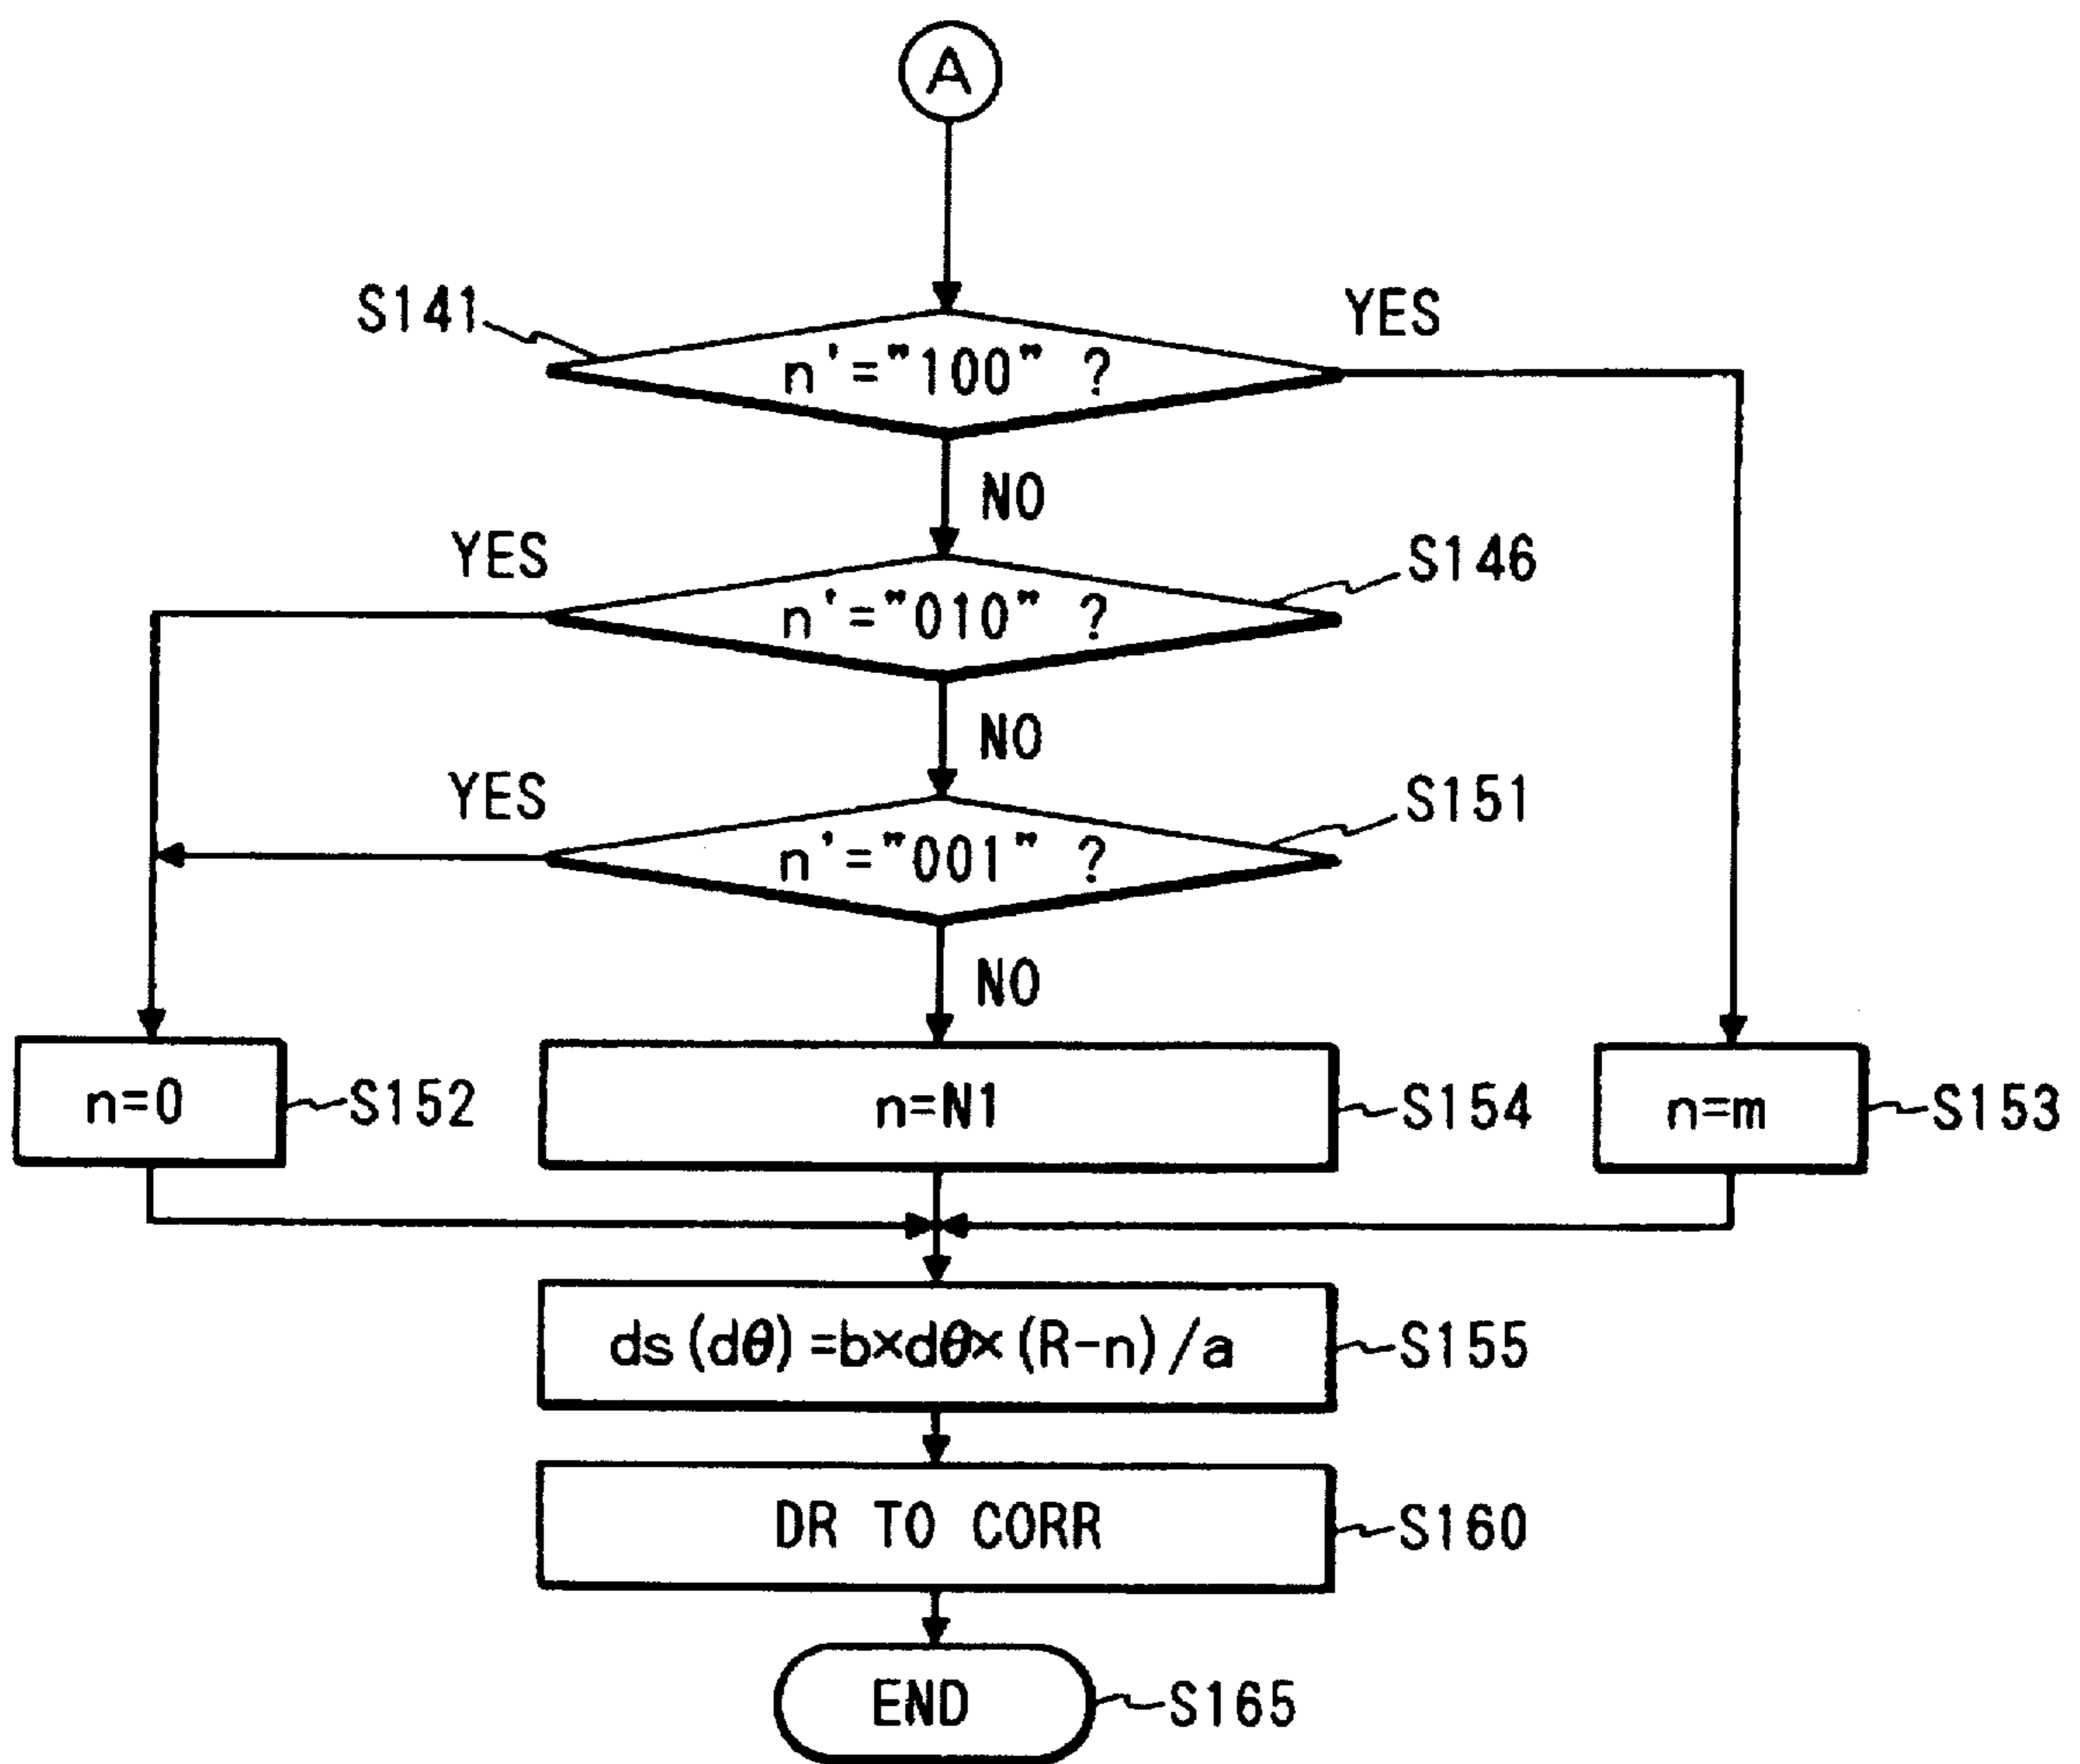 A
S141
YES
n'="100" ?
NO
YES
S146
n'="010" ?
NO
YES
S151
n'="001" ?
NO
n=0
S152
n=N1
S154
n=m
S153
ds(dθ)=b×dθ×(R-n)/a
S155
DR TO CORR
S160
END
S165